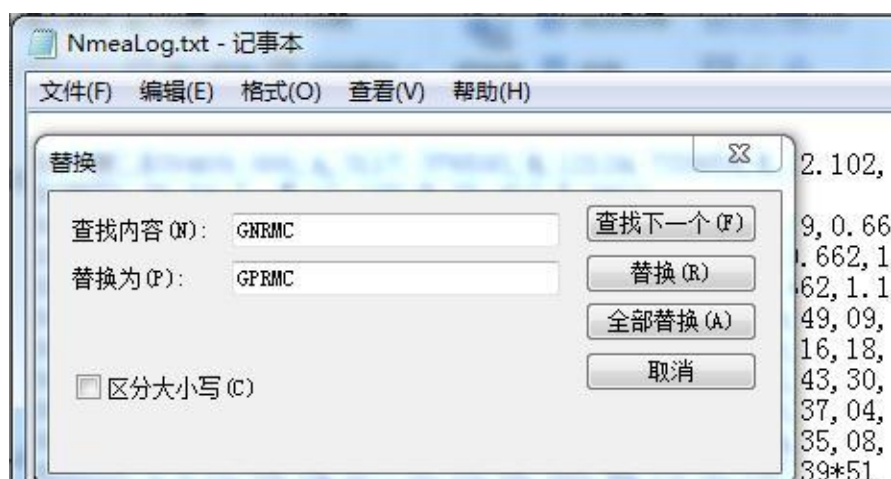 NmeaLog.txt - 记事本
文件(F) 编辑(E) 格式(O) 查看(V) 帮助(H)
替换
2.102,
查找内容(N): GNRMC 查找下一个(F)
9,0.66
替换为(P): GPRMC 替换(R)
.662,1
62,1.1
全部替换(A)
49,09,
16,18,
取消
区分大小写(C)
43,30,
37,04,
35,08,
39*51